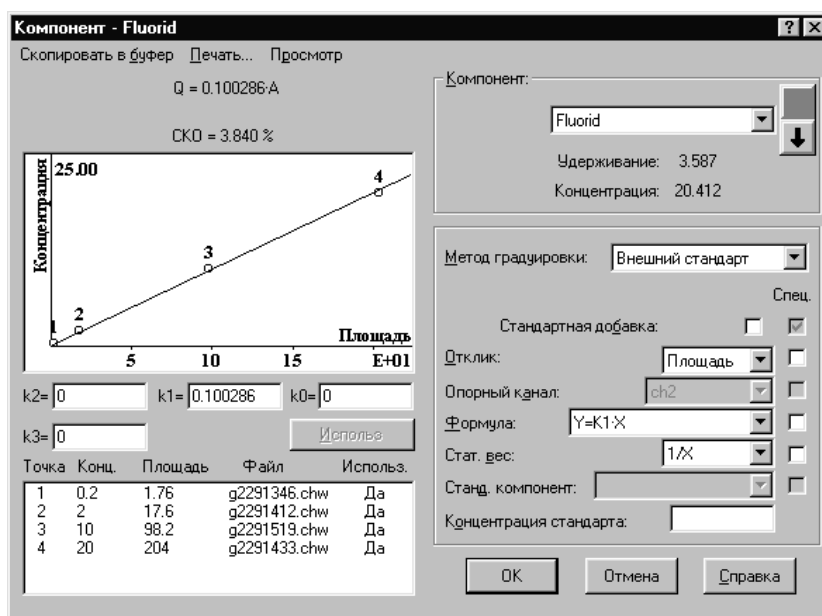 Компонент - Fluorid
Скопировать в буфер Печать... Просмотр
Q = 0.100286·A
СКО = 3.840 %
Концентрация
25.00
1
2
3
4
Площадь
5 10 15 E+01
k2= 0 k1= 0.100286 k0= 0
k3= 0 Использ
Точка Конц. Площадь Файл Использ.
1 0.2 1.76 g2291346.chw Да
2 2 17.6 g2291412.chw Да
3 10 98.2 g2291519.chw Да
4 20 204 g2291433.chw Да
Компонент:
Fluorid
Удерживание: 3.587
Концентрация: 20.412
Метод градуировки: Внешний стандарт
Спец.
Стандартная добавка:
Отклик: Площадь
Опорный канал: ch2
Формула: Y=K1·X
Стат. вес: 1/X
Станд. компонент:
Концентрация стандарта:
OK Отмена Справка